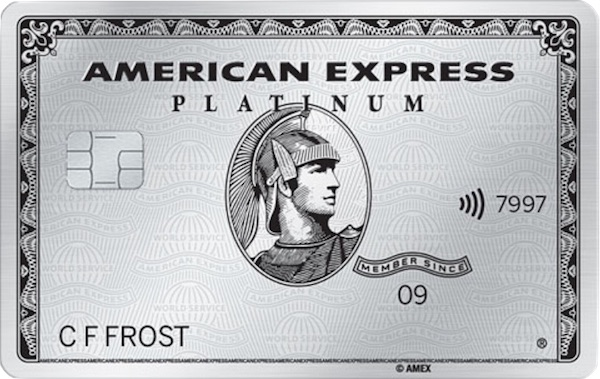 AMERICAN EXPRESS
PLATINUM
7997
MEMBER SINCE
09
C F FROST
®
© AMEX